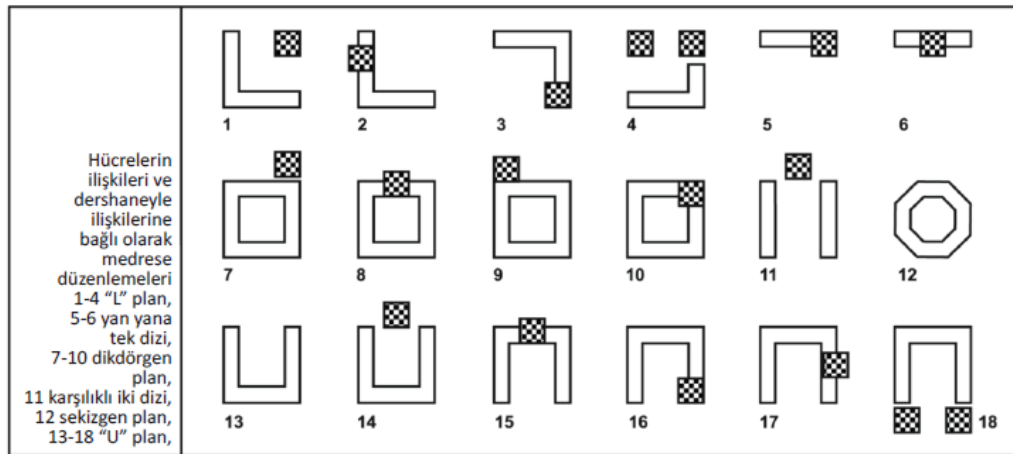 Hücrelerin
ilişkileri ve
dershaneyle
ilişkilerine
bağlı olarak
medrese
düzenlemeleri
1-4 “L” plan,
5-6 yan yana
tek dizi,
7-10 dikdörgen
plan,
11 karşılıklı iki dizi,
12 sekizgen plan,
13-18 “U” plan,
1 2 3 4 5 6
7 8 9 10 11 12
13 14 15 16 17 18